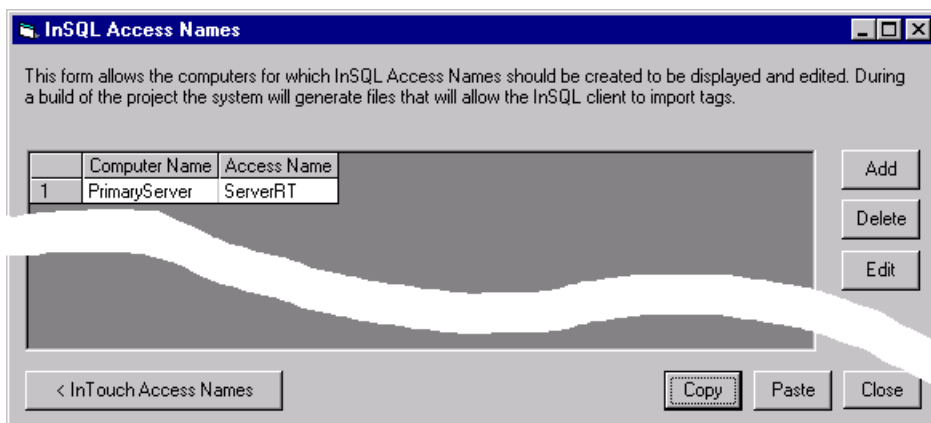 InSQL Access Names
This form allows the computers for which InSQL Access Names should be created to be displayed and edited. During
a build of the project the system will generate files that will allow the InSQL client to import tags.
Computer Name Access Name
1 PrimaryServer ServerRT
Add
Delete
Edit
< InTouch Access Names
Copy
Paste
Close